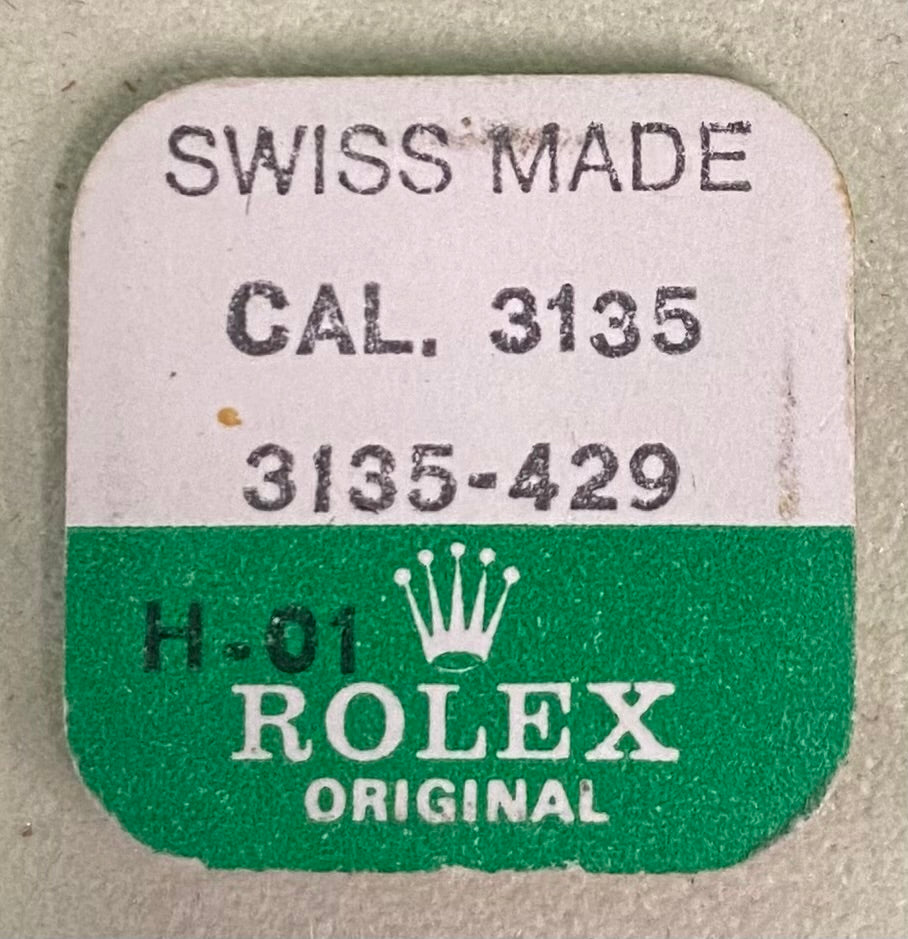 SWISS MADE
CAL. 3135
3135-429
H-01
ROLEX
ORIGINAL